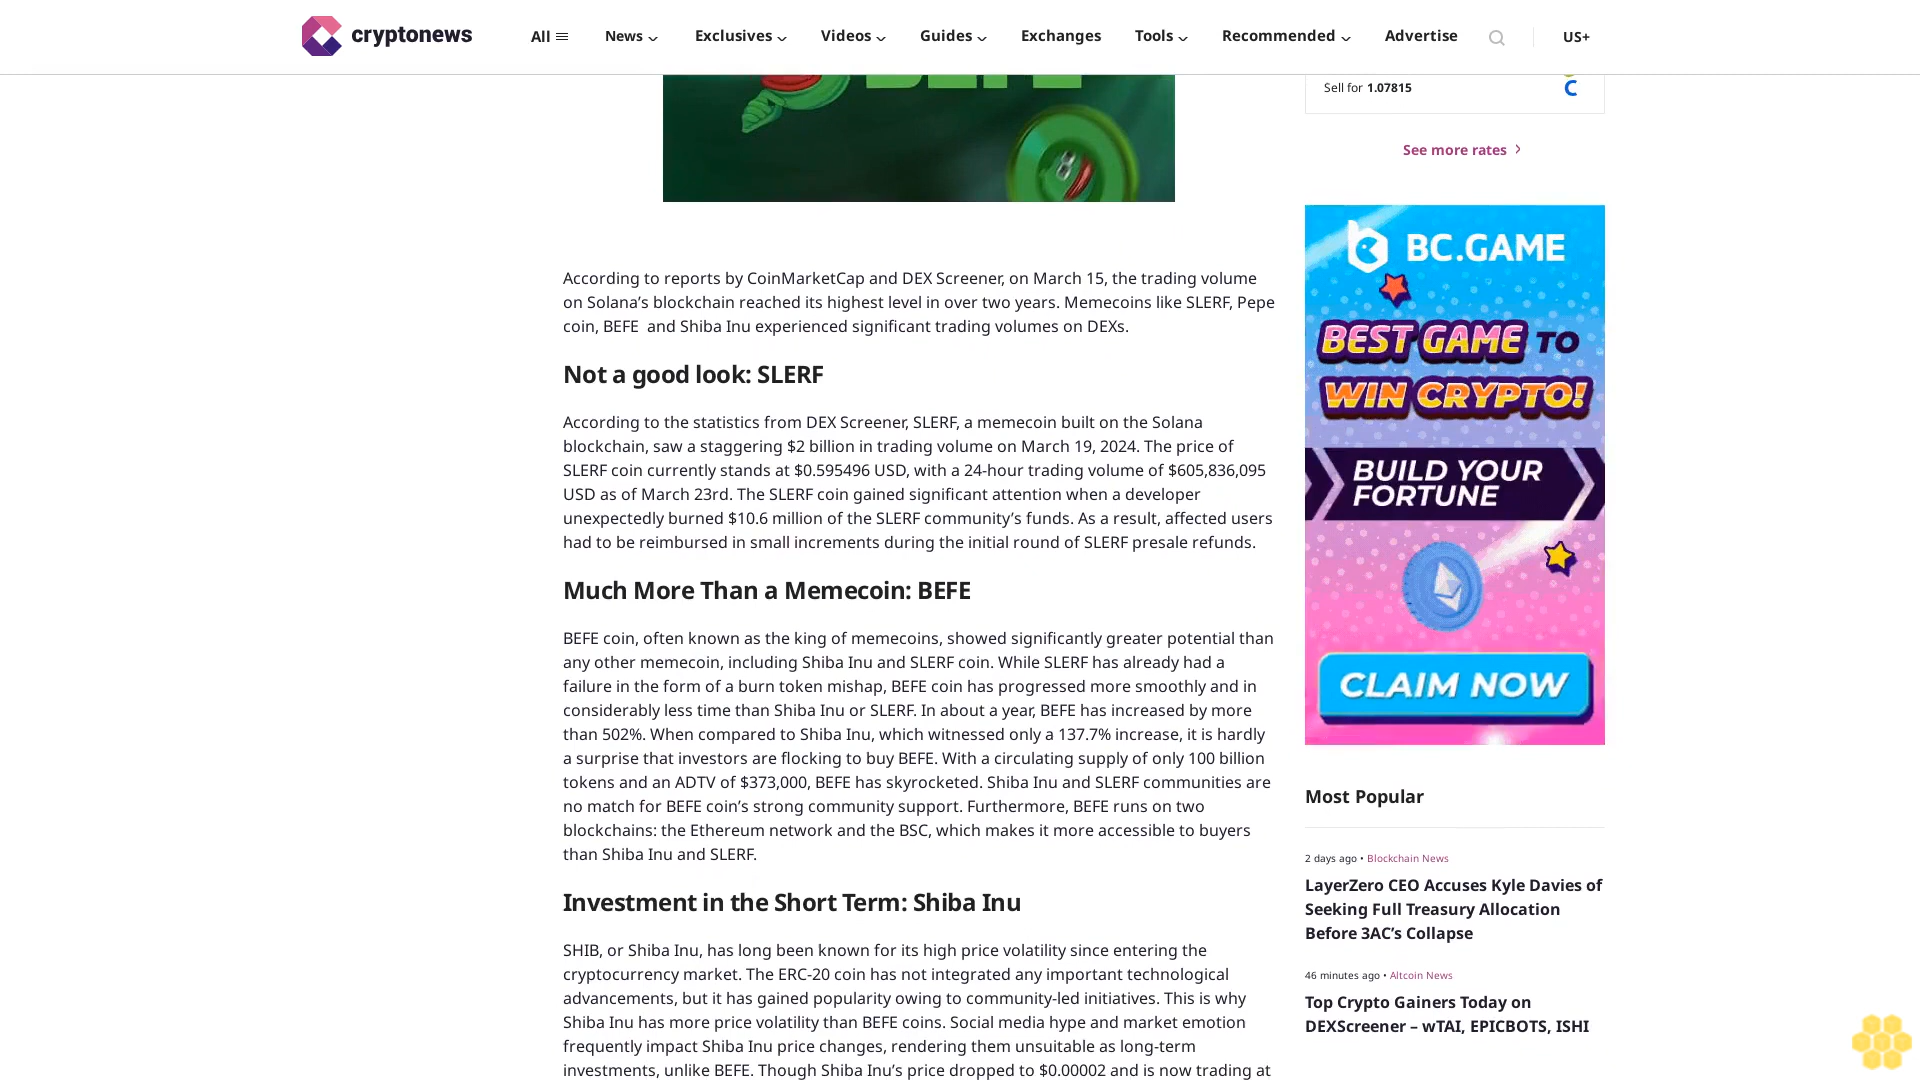 cryptonews
All
News
Exclusives
Videos
Guides
Exchanges
Tools
Recommended
Advertise
US+
Sell for 1.07815
See more rates
According to reports by CoinMarketCap and DEX Screener, on March 15, the trading volume
on Solana’s blockchain reached its highest level in over two years. Memecoins like SLERF, Pepe
coin, BEFE  and Shiba Inu experienced significant trading volumes on DEXs.
Not a good look: SLERF
According to the statistics from DEX Screener, SLERF, a memecoin built on the Solana
blockchain, saw a staggering $2 billion in trading volume on March 19, 2024. The price of
SLERF coin currently stands at $0.595496 USD, with a 24-hour trading volume of $605,836,095
USD as of March 23rd. The SLERF coin gained significant attention when a developer
unexpectedly burned $10.6 million of the SLERF community’s funds. As a result, affected users
had to be reimbursed in small increments during the initial round of SLERF presale refunds.
Much More Than a Memecoin: BEFE
BEFE coin, often known as the king of memecoins, showed significantly greater potential than
any other memecoin, including Shiba Inu and SLERF coin. While SLERF has already had a
failure in the form of a burn token mishap, BEFE coin has progressed more smoothly and in
considerably less time than Shiba Inu or SLERF. In about a year, BEFE has increased by more
than 502%. When compared to Shiba Inu, which witnessed only a 137.7% increase, it is hardly
a surprise that investors are flocking to buy BEFE. With a circulating supply of only 100 billion
tokens and an ADTV of $373,000, BEFE has skyrocketed. Shiba Inu and SLERF communities are
no match for BEFE coin’s strong community support. Furthermore, BEFE runs on two
blockchains: the Ethereum network and the BSC, which makes it more accessible to buyers
than Shiba Inu and SLERF.
Investment in the Short Term: Shiba Inu
SHIB, or Shiba Inu, has long been known for its high price volatility since entering the
cryptocurrency market. The ERC-20 coin has not integrated any important technological
advancements, but it has gained popularity owing to community-led initiatives. This is why
Shiba Inu has more price volatility than BEFE coins. Social media hype and market emotion
frequently impact Shiba Inu price changes, rendering them unsuitable as long-term
investments, unlike BEFE. Though Shiba Inu’s price dropped to $0.00002 and is now trading at
BC.GAME
BEST GAME TO
WIN CRYPTO!
BUILD YOUR
FORTUNE
CLAIM NOW
Most Popular
2 days ago • Blockchain News
LayerZero CEO Accuses Kyle Davies of
Seeking Full Treasury Allocation
Before 3AC’s Collapse
46 minutes ago • Altcoin News
Top Crypto Gainers Today on
DEXScreener – wTAI, EPICBOTS, ISHI